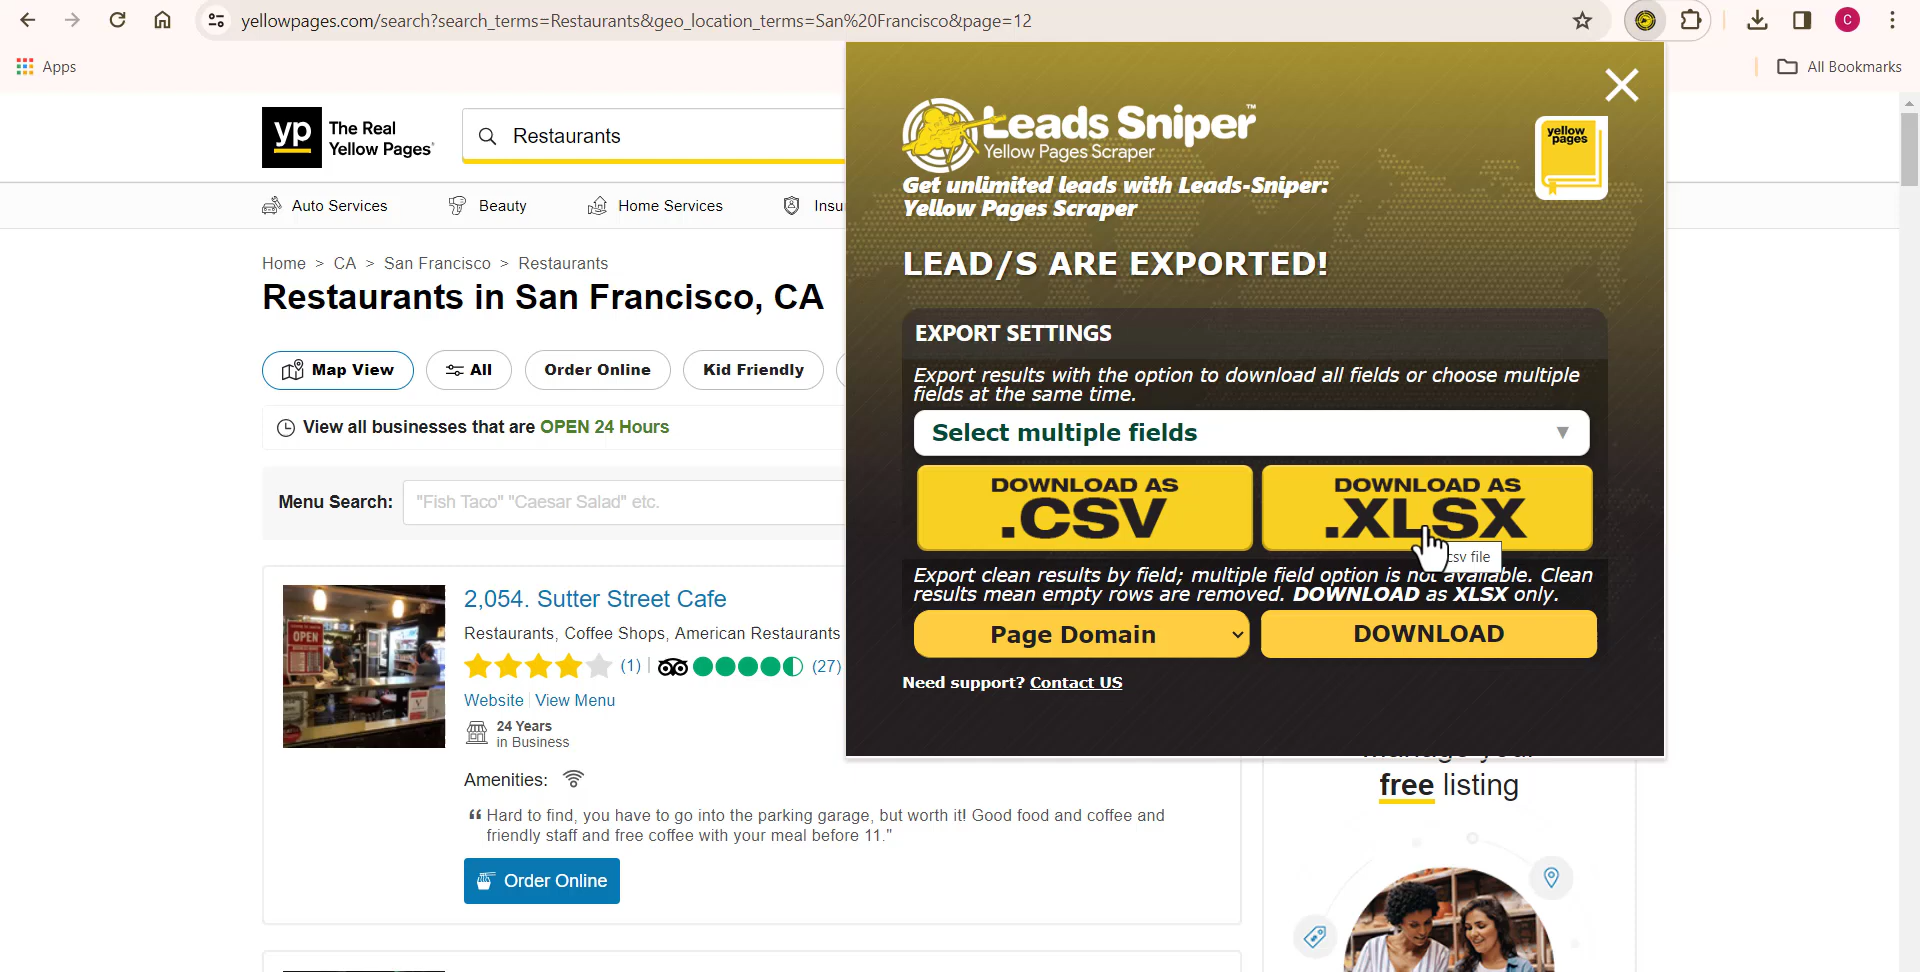 yellowpages.com/search?search_terms=Restaurants&geo_location_terms=San%20Francisco&page=12
C
Apps
All Bookmarks
yp
The Real
Yellow Pages
Restaurants
Auto Services
Beauty
Home Services
Insu
Home > CA > San Francisco > Restaurants
Restaurants in San Francisco, CA
Map View
All
Order Online
Kid Friendly
View all businesses that are OPEN 24 Hours
Menu Search:
"Fish Taco" "Caesar Salad" etc.
OPEN
2,054. Sutter Street Cafe
Restaurants, Coffee Shops, American Restaurants
(1)
(27)
Website
View Menu
24 Years
in Business
Amenities:
“ Hard to find, you have to go into the parking garage, but worth it! Good food and coffee and
friendly staff and free coffee with your meal before 11."
Order Online
Leads Sniper™
Yellow Pages Scraper
yellow
pages
Get unlimited leads with Leads-Sniper:
Yellow Pages Scraper
LEAD/S ARE EXPORTED!
EXPORT SETTINGS
Export results with the option to download all fields or choose multiple
fields at the same time.
Select multiple fields
DOWNLOAD AS
.CSV
DOWNLOAD AS
.XLSX
csv file
Export clean results by field; multiple field option is not available. Clean
results mean empty rows are removed. DOWNLOAD as XLSX only.
Page Domain
DOWNLOAD
Need support? Contact US
free listing